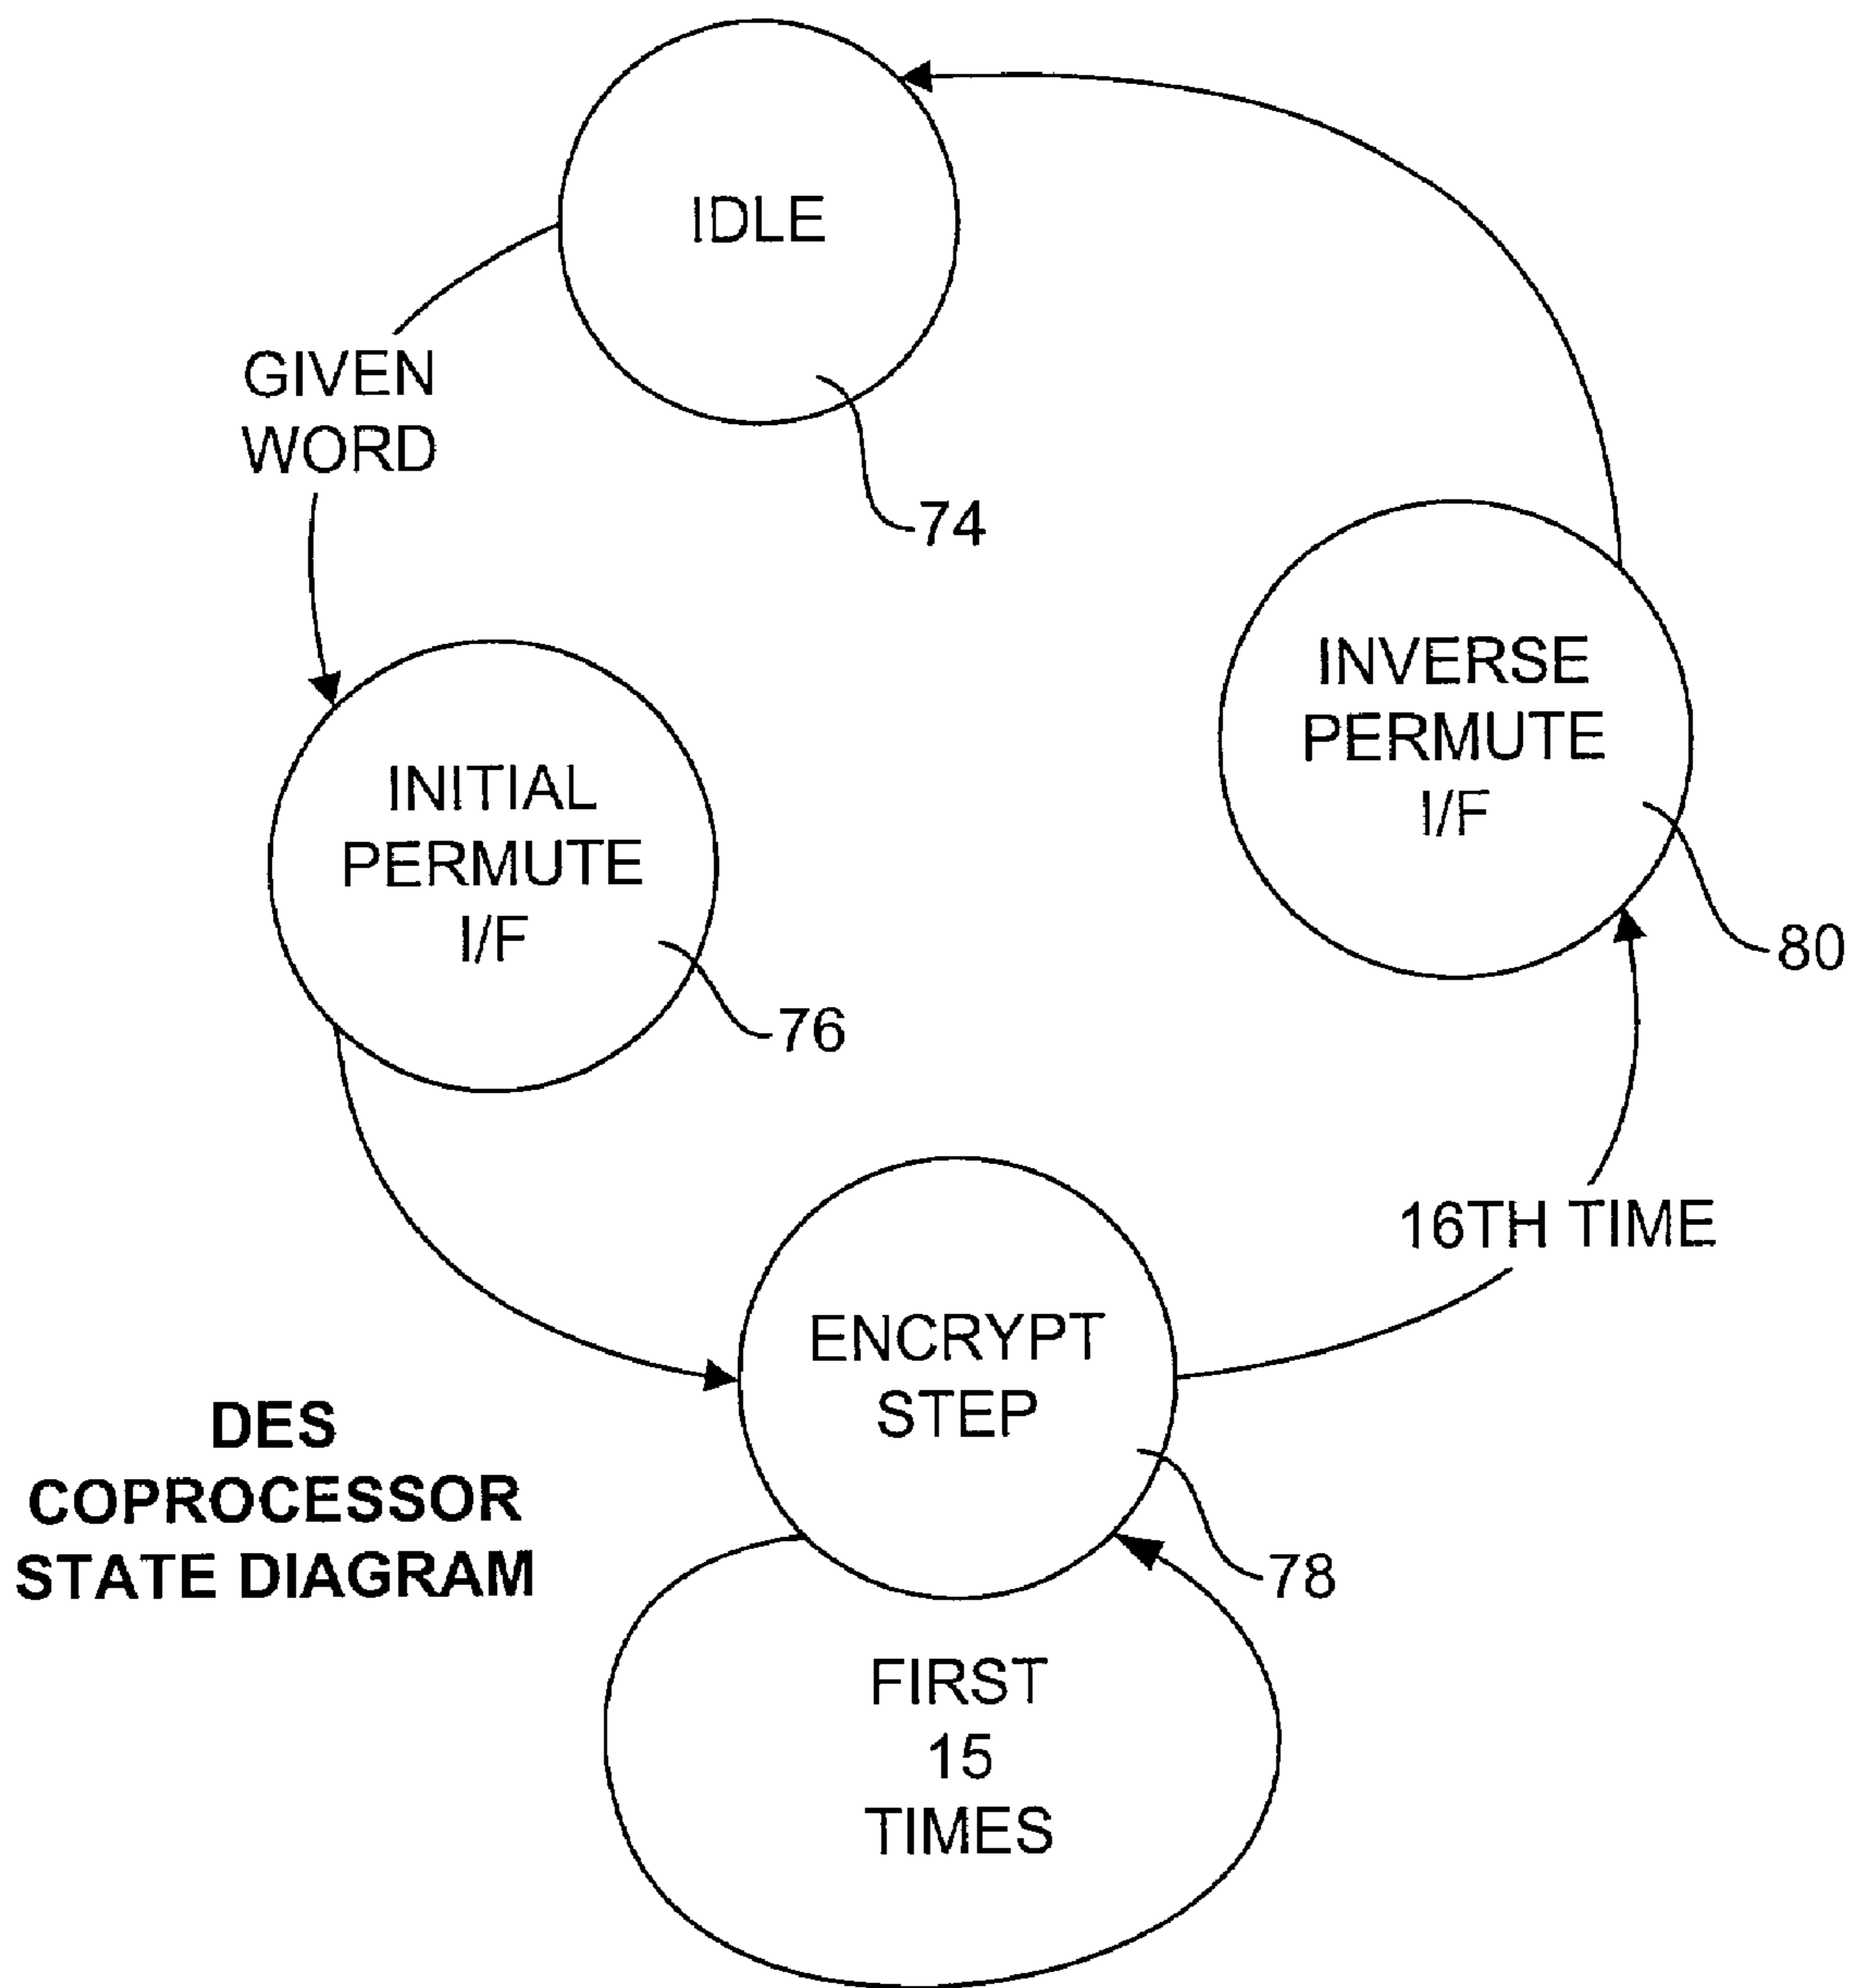 IDLE
74
GIVEN
WORD
INITIAL
PERMUTE
I/F
76
INVERSE
PERMUTE
I/F
80
16TH TIME
ENCRYPT
STEP
78
FIRST
15
TIMES
DES
COPROCESSOR
STATE DIAGRAM